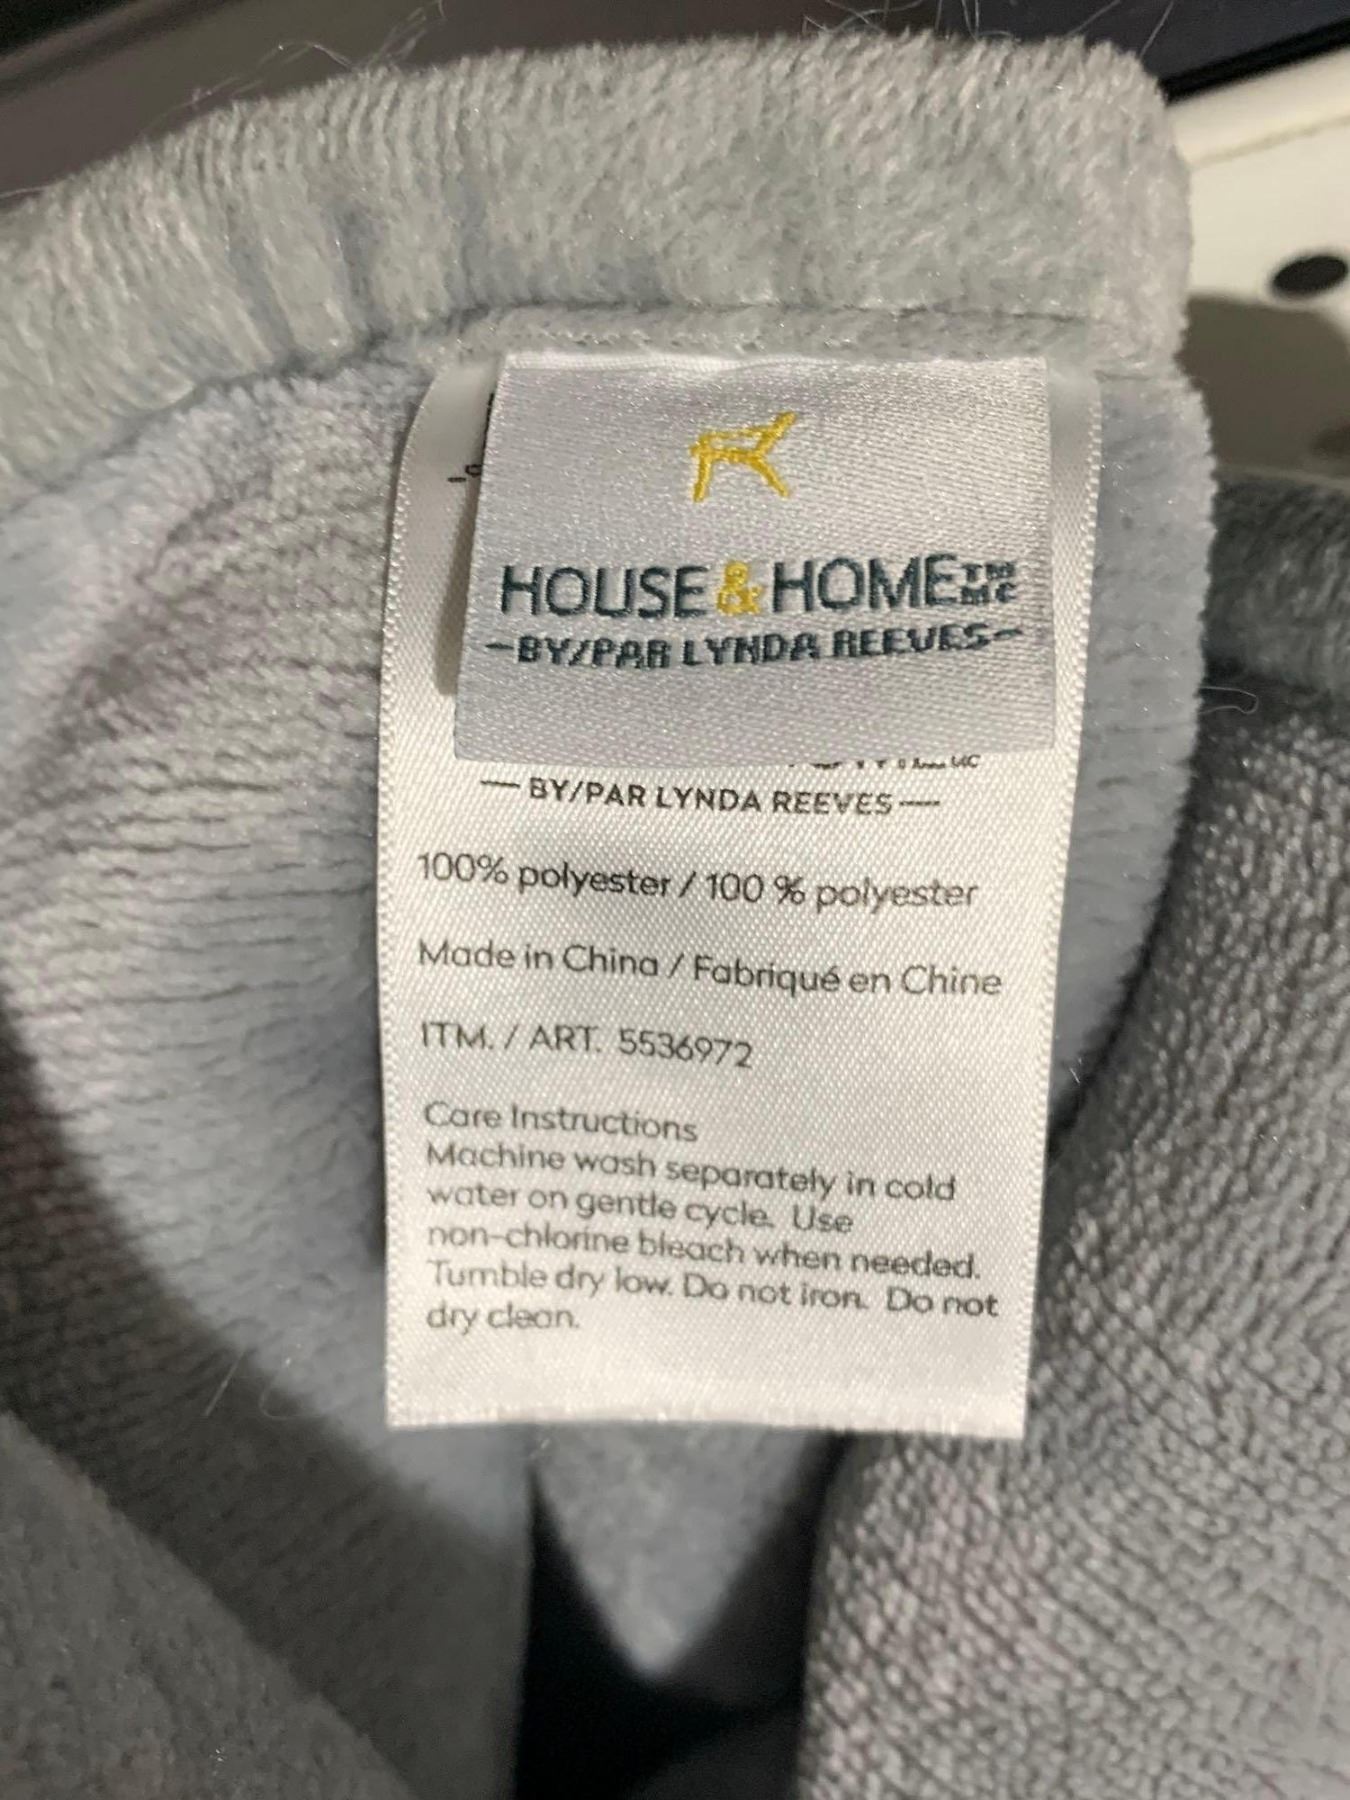 HOUSE & HOME TM MC
-BY/PAR LYNDA REEVES-
— BY/PAR LYNDA REEVES —
100% polyester / 100 % polyester
Made in China / Fabriqué en Chine
ITM. / ART. 5536972
Care Instructions
Machine wash separately in cold
water on gentle cycle. Use
non-chlorine bleach when needed.
Tumble dry low. Do not iron. Do not
dry clean.